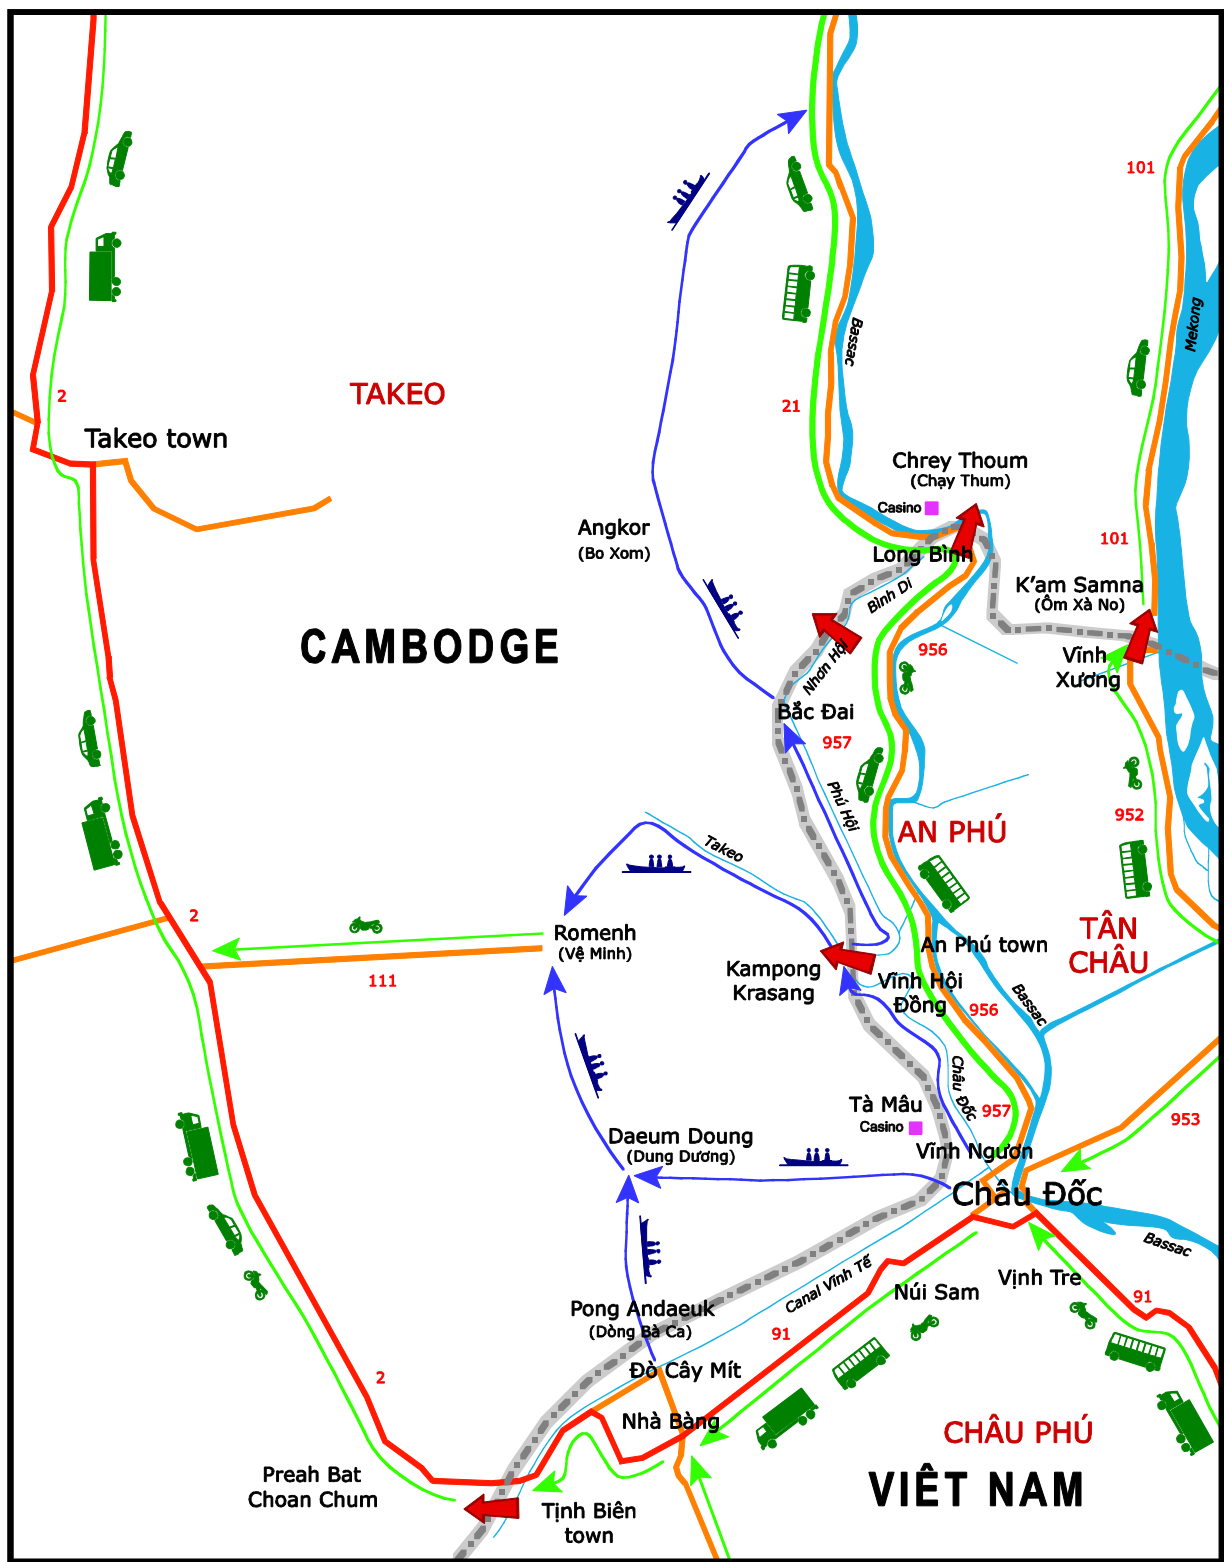 101
Mekong
Bassac
TAKEO
2
21
Takeo town
Chrey Thoum
(Chạy Thum)
Casino
Angkor
(Bo Xom)
101
Long Bình
K’am Samna
(Ôm Xà No)
Bình Di
CAMBODGE
956
Nhơn Hội
Vĩnh
Xương
Bắc Đai
957
Phú Hội
952
AN PHÚ
Takeo
2
TÂN
CHÂU
Romenh
(Vệ Minh)
An Phú town
Kampong
Krasang
111
Vĩnh Hội
Đồng
956
Bassac
Châu Đốc
Tà Mâu
Casino
957
953
Daeum Doung
(Dung Dương)
Vĩnh Ngươn
Châu Đốc
Bassac
Canal Vĩnh Tế
Vịnh Tre
Núi Sam
91
Pong Andaeuk
(Dòng Bà Ca)
91
Đò Cây Mít
2
Nhà Bàng
CHÂU PHÚ
Preah Bat
Choan Chum
VIÊT NAM
Tịnh Biên
town